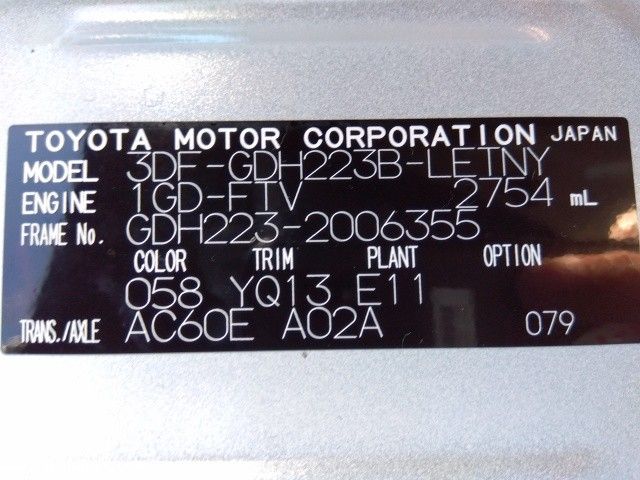 TOYOTA MOTOR CORPORATION JAPAN
MODEL 3DF-GDH223B-LETNY
ENGINE 1GD-FTV 2754 mL
FRAME No. GDH223-2006355
COLOR TRIM PLANT OPTION
058 YQ13 E11
TRANS./AXLE AC60E A02A 079